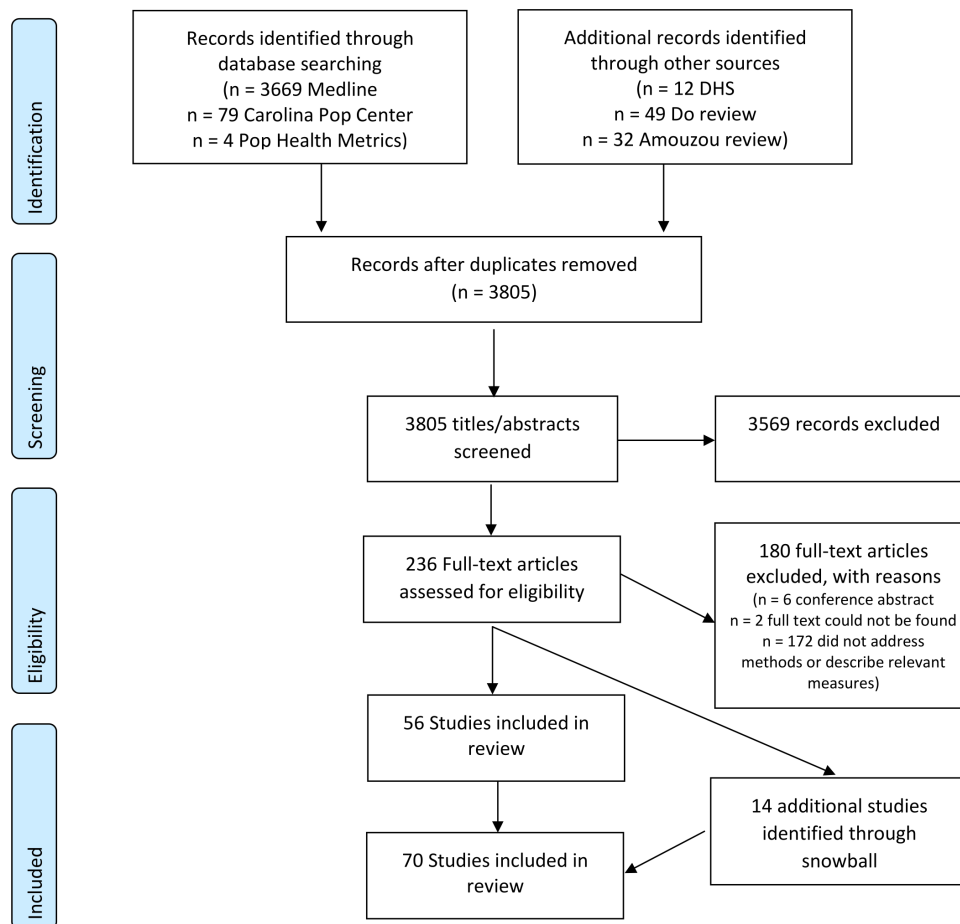 Identification
Records identified through
database searching
(n = 3669 Medline
n = 79 Carolina Pop Center
n = 4 Pop Health Metrics)
Additional records identified
through other sources
(n = 12 DHS
n = 49 Do review
n = 32 Amouzou review)
Screening
Records after duplicates removed
(n = 3805)
3805 titles/abstracts
screened
3569 records excluded
Eligibility
236 Full-text articles
assessed for eligibility
180 full-text articles
excluded, with reasons
(n = 6 conference abstract
n = 2 full text could not be found
n = 172 did not address
methods or describe relevant
measures)
Included
56 Studies included in
review
14 additional studies
identified through
snowball
70 Studies included in
review